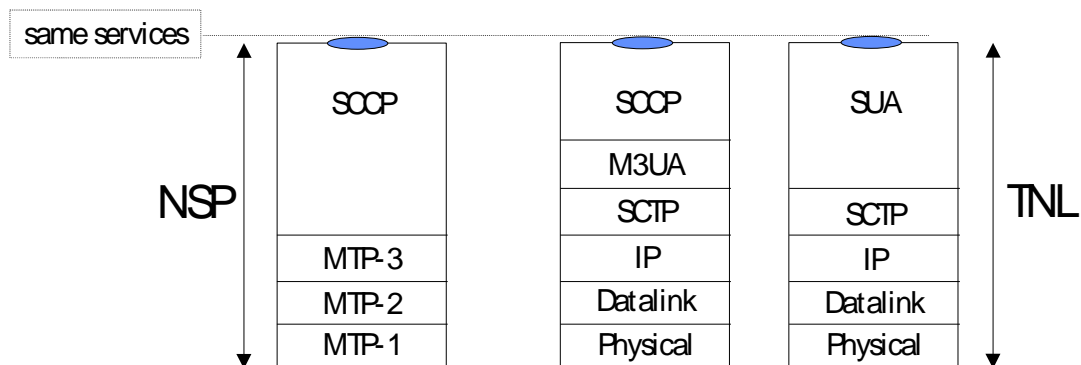 same services
SCCP
SCCP
SUA
M3UA
NSP
SCTP
SCTP
TNL
MTP-3
IP
IP
MTP-2
Datalink
Datalink
MTP-1
Physical
Physical